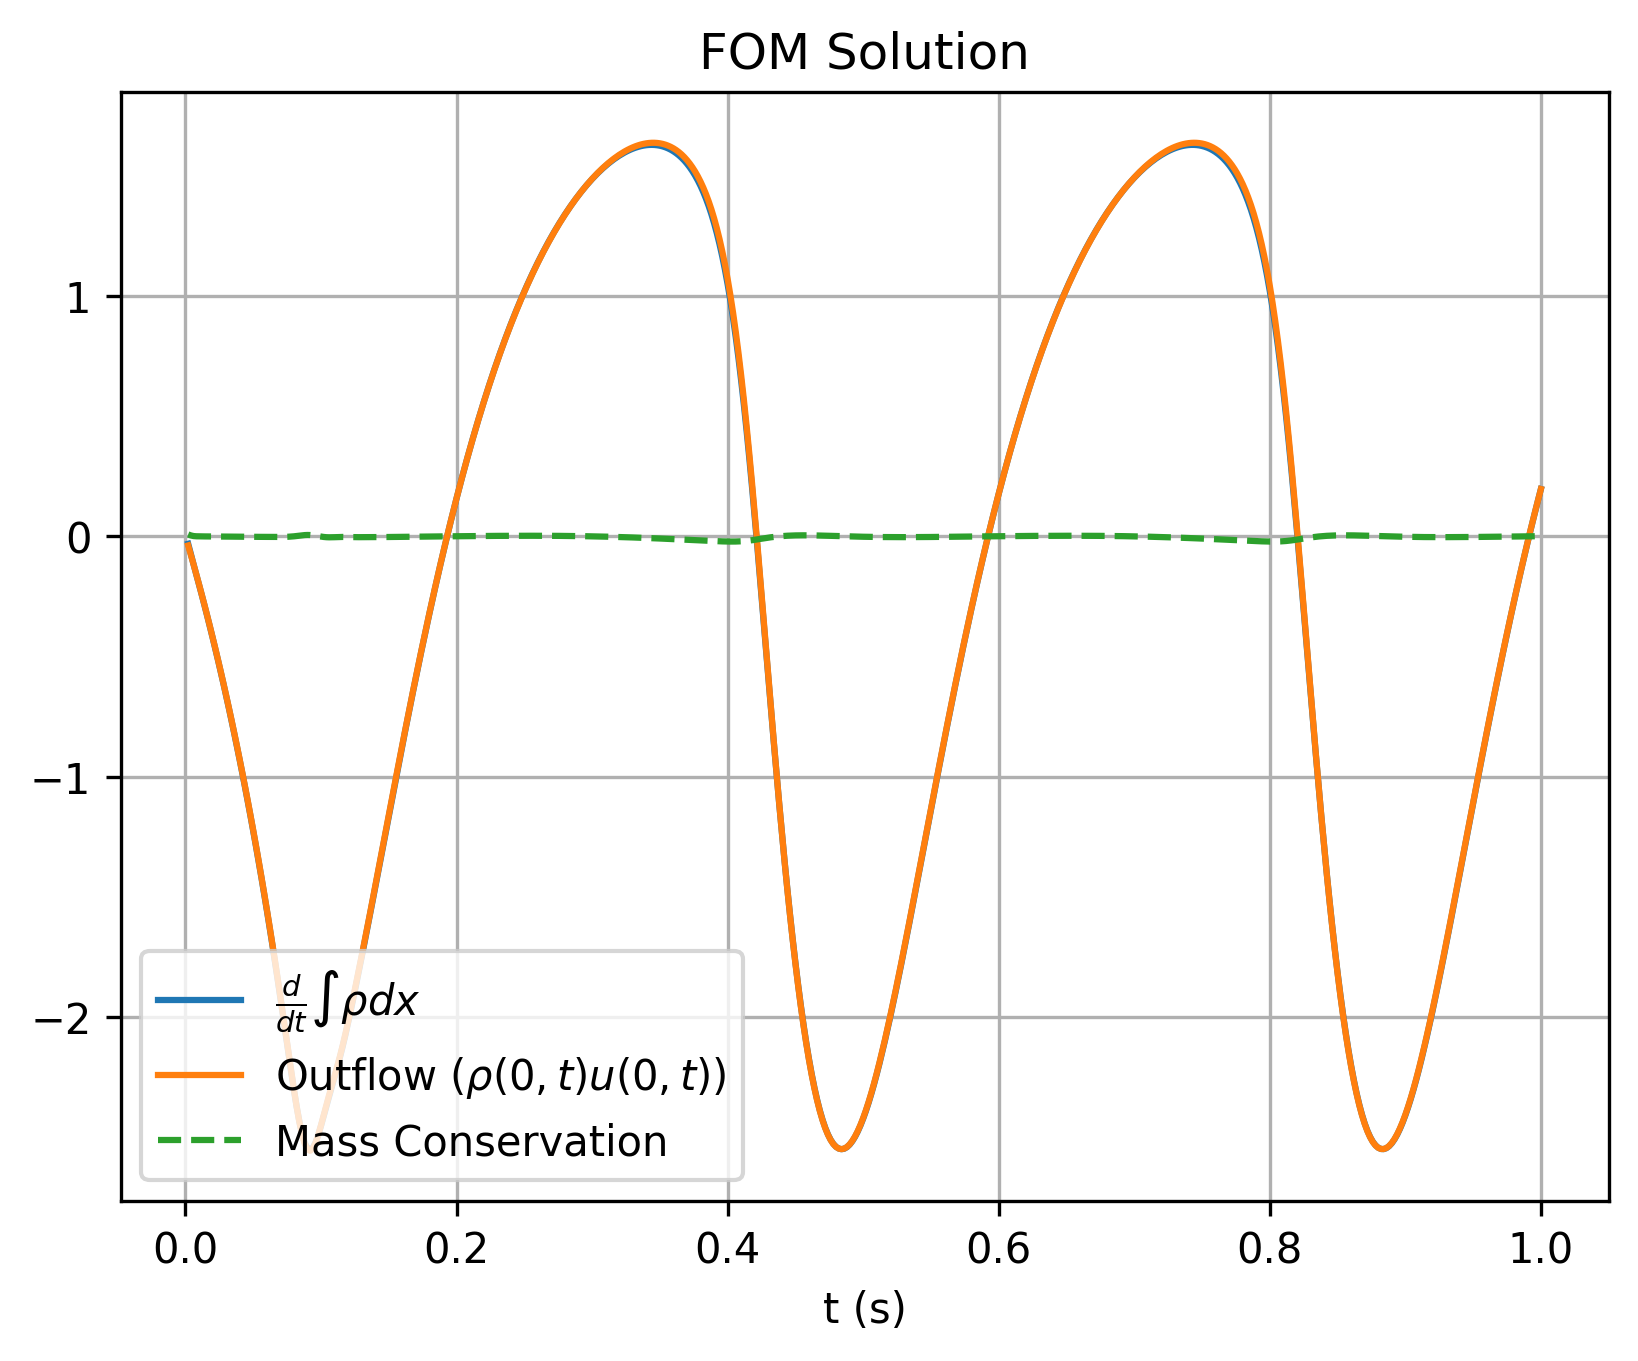 FOM Solution
1
0
−1
−2
d/dt ∫ρdx
Outflow (ρ(0, t)u(0, t))
Mass Conservation
0.0 0.2 0.4 0.6 0.8 1.0
t (s)